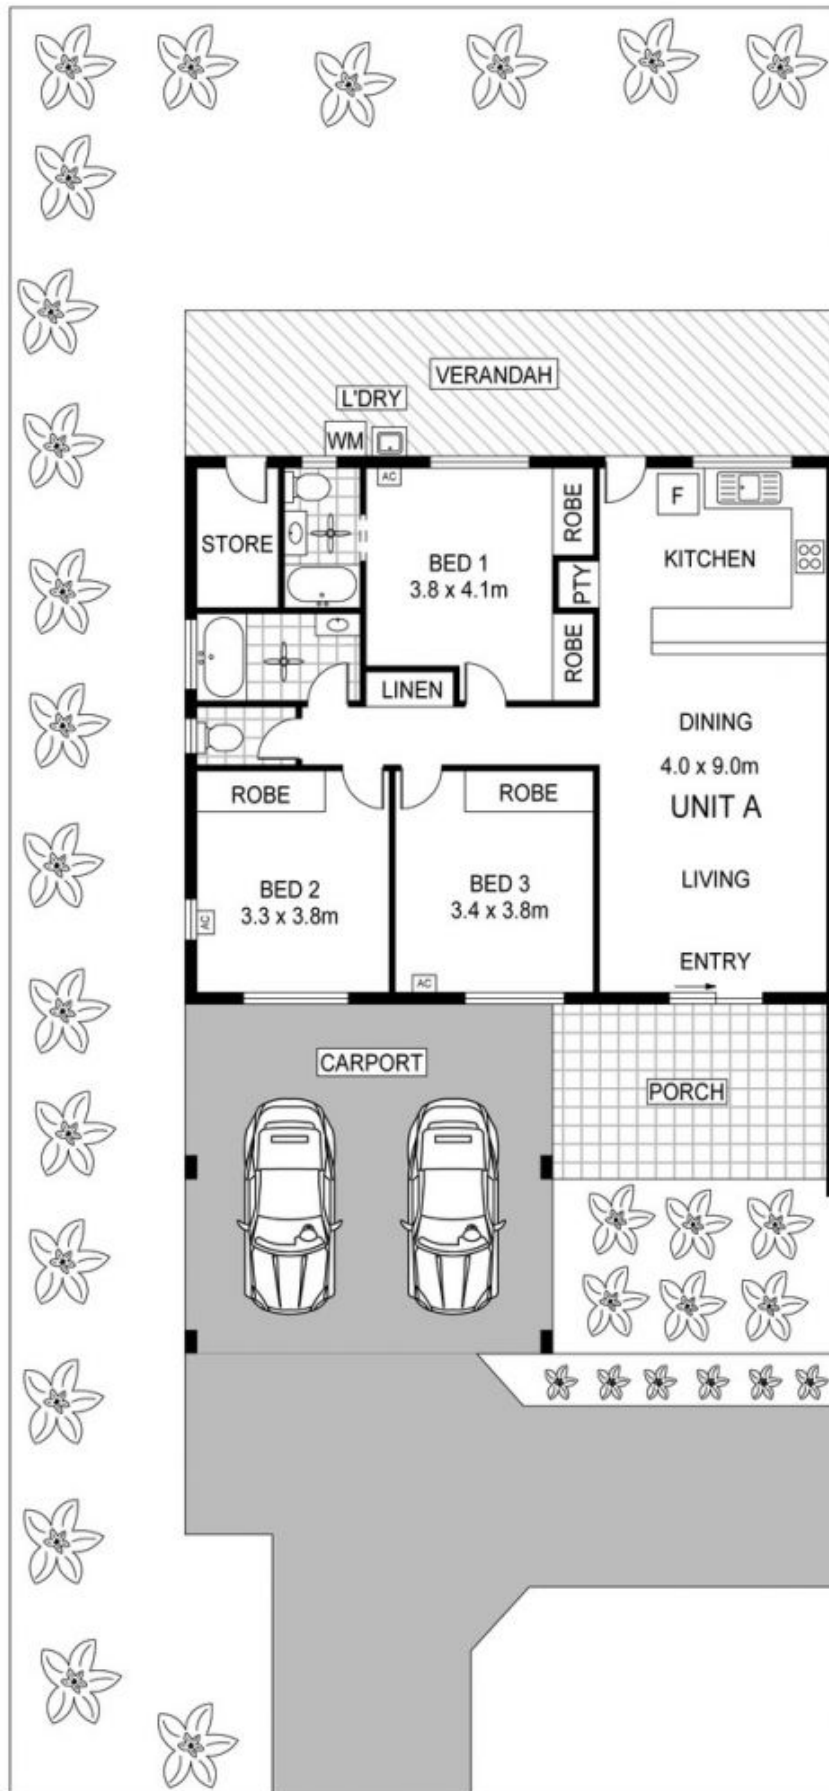 VERANDAH
L'DRY
WM
AC
F
STORE
BED 1
3.8 x 4.1m
ROBE
PTY
ROBE
KITCHEN
LINEN
DINING
4.0 x 9.0m
UNIT A
ROBE
ROBE
BED 2
3.3 x 3.8m
AC
BED 3
3.4 x 3.8m
AC
LIVING
ENTRY
CARPORT
PORCH